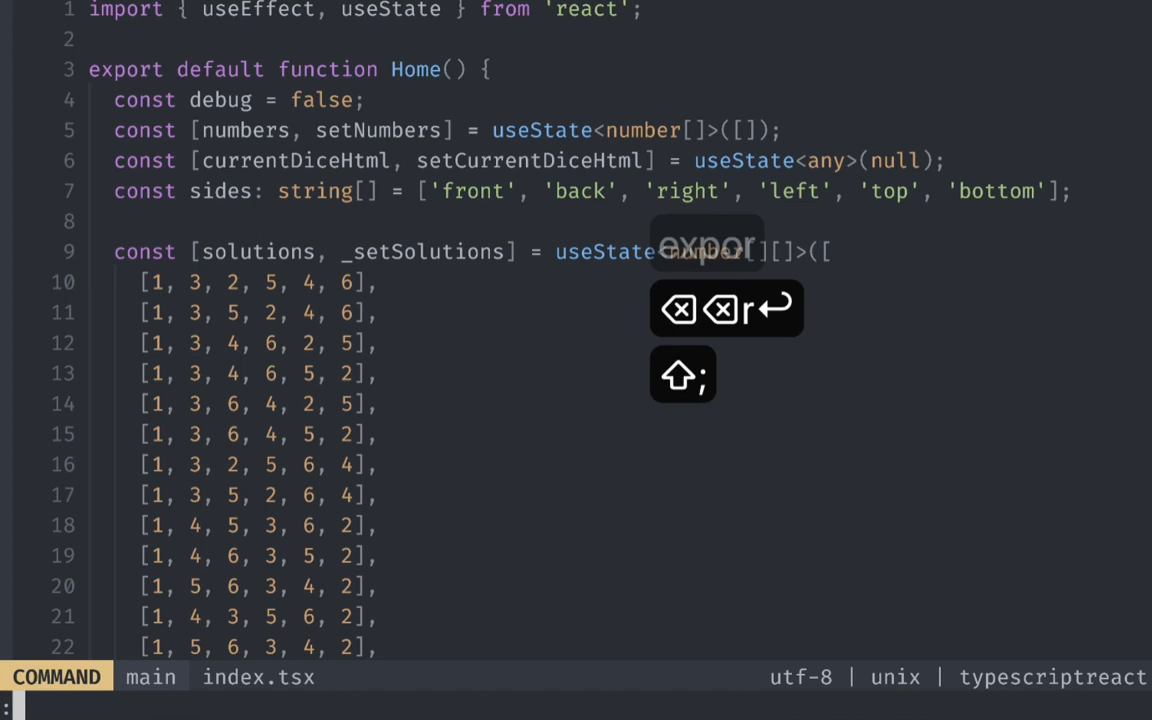 1 import { useEffect, useState } from 'react';
2
3 export default function Home() {
4 const debug = false;
5 const [numbers, setNumbers] = useState<number[]>([]);
6 const [currentDiceHtml, setCurrentDiceHtml] = useState<any>(null);
7 const sides: string[] = ['front', 'back', 'right', 'left', 'top', 'bottom'];
8
9 const [solutions, _setSolutions] = useState<number[][]>([
expor
10 [1, 3, 2, 5, 4, 6],
11 [1, 3, 5, 2, 4, 6],
⌫⌫r↩
12 [1, 3, 4, 6, 2, 5],
13 [1, 3, 4, 6, 5, 2],
⇧;
14 [1, 3, 6, 4, 2, 5],
15 [1, 3, 6, 4, 5, 2],
16 [1, 3, 2, 5, 6, 4],
17 [1, 3, 5, 2, 6, 4],
18 [1, 4, 5, 3, 6, 2],
19 [1, 4, 6, 3, 5, 2],
20 [1, 5, 6, 3, 4, 2],
21 [1, 4, 3, 5, 6, 2],
22 [1, 5, 6, 3, 4, 2],
COMMAND main index.tsx utf-8 | unix | typescriptreact
: